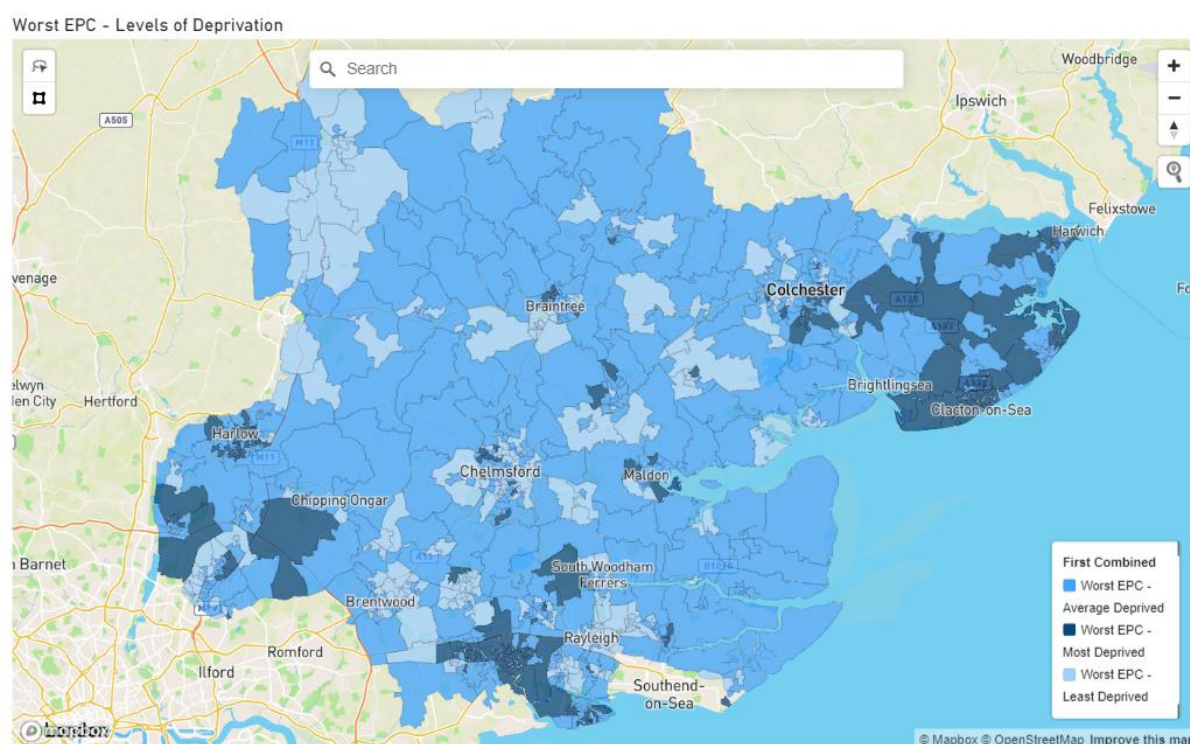 Worst EPC - Levels of Deprivation
Search
Woodbridge
Ipswich
A505
M11
Felixstowe
Harwich
venage
Colchester
A120
Fo
Braintree
A133
elwyn
en City
Hertford
Brightlingsea
Clacton-on-Sea
Harlow
M11
Chelmsford
Maldon
Chipping Ongar
Barnet
South Woodham
Ferrers
B1010
Brentwood
Rayleigh
Romford
Ilford
Southend-
on-Sea
London
mapbox
First Combined
Worst EPC -
Average Deprived
Worst EPC -
Most Deprived
Worst EPC -
Least Deprived
© Mapbox © OpenStreetMap Improve this map